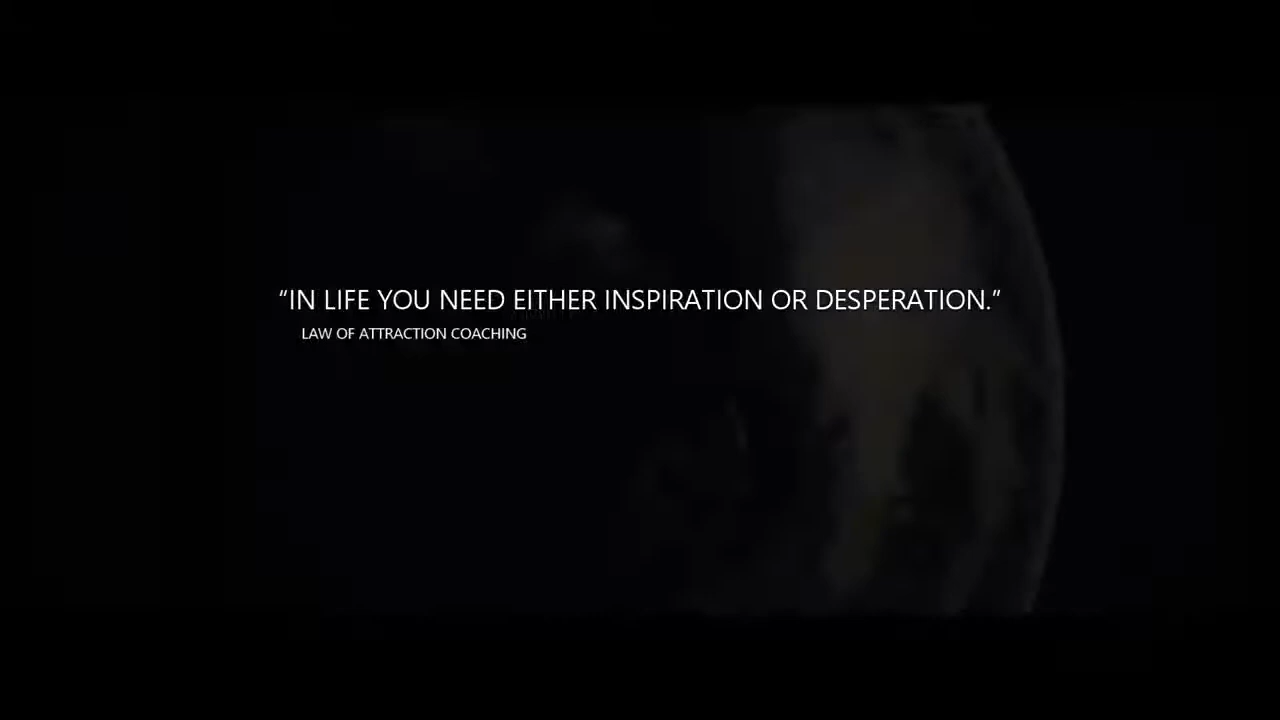 “IN LIFE YOU NEED EITHER INSPIRATION OR DESPERATION.”
LAW OF ATTRACTION COACHING